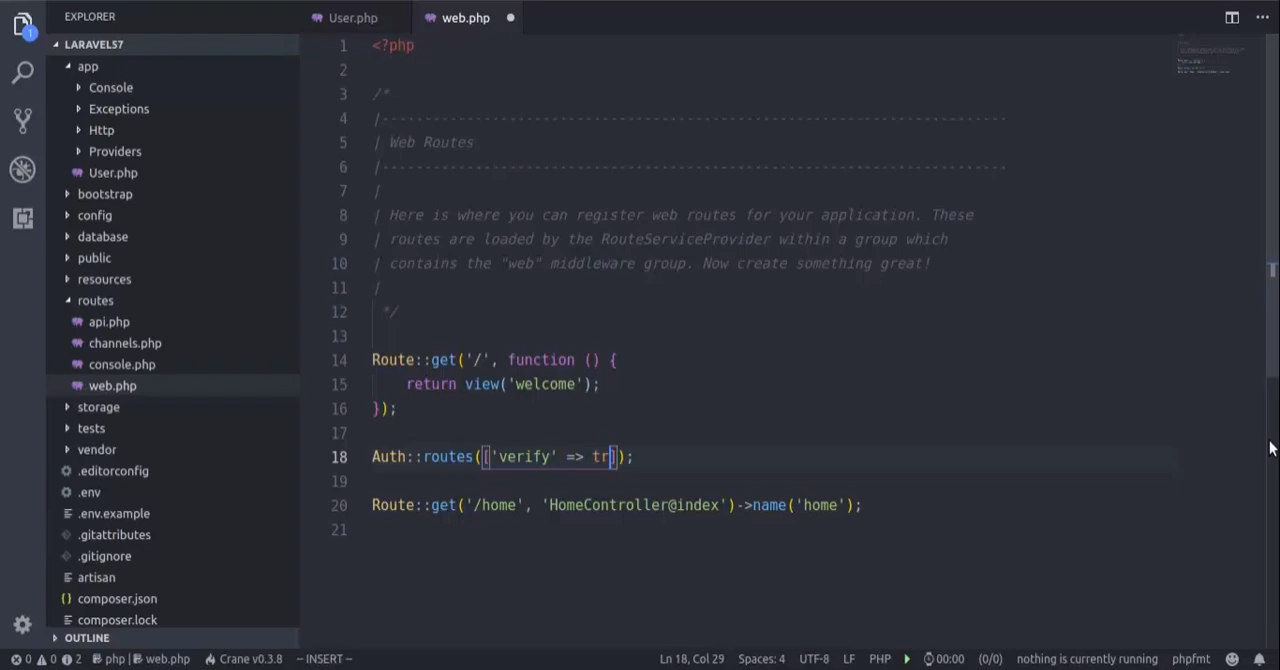 EXPLORER
LARAVEL57
app
Console
Exceptions
Http
Providers
User.php
bootstrap
config
database
public
resources
routes
api.php
channels.php
console.php
web.php
storage
tests
vendor
.editorconfig
.env
.env.example
.gitattributes
.gitignore
artisan
composer.json
composer.lock
OUTLINE
1
User.php
web.php
1 <?php
2
3 /*
4 |--------------------------------------------------------------------------
5 | Web Routes
6 |--------------------------------------------------------------------------
7 |
8 | Here is where you can register web routes for your application. These
9 | routes are loaded by the RouteServiceProvider within a group which
10 | contains the "web" middleware group. Now create something great!
11 |
12 */
13
14 Route::get('/', function () {
15 return view('welcome');
16 });
17
18 Auth::routes(['verify' => tr]);
19
20 Route::get('/home', 'HomeController@index')->name('home');
21
0 0 2 php | web.php Crane v0.3.8 -- INSERT -- Ln 18, Col 29 Spaces: 4 UTF-8 LF PHP 00:00 (0/0) nothing is currently running phpfmt